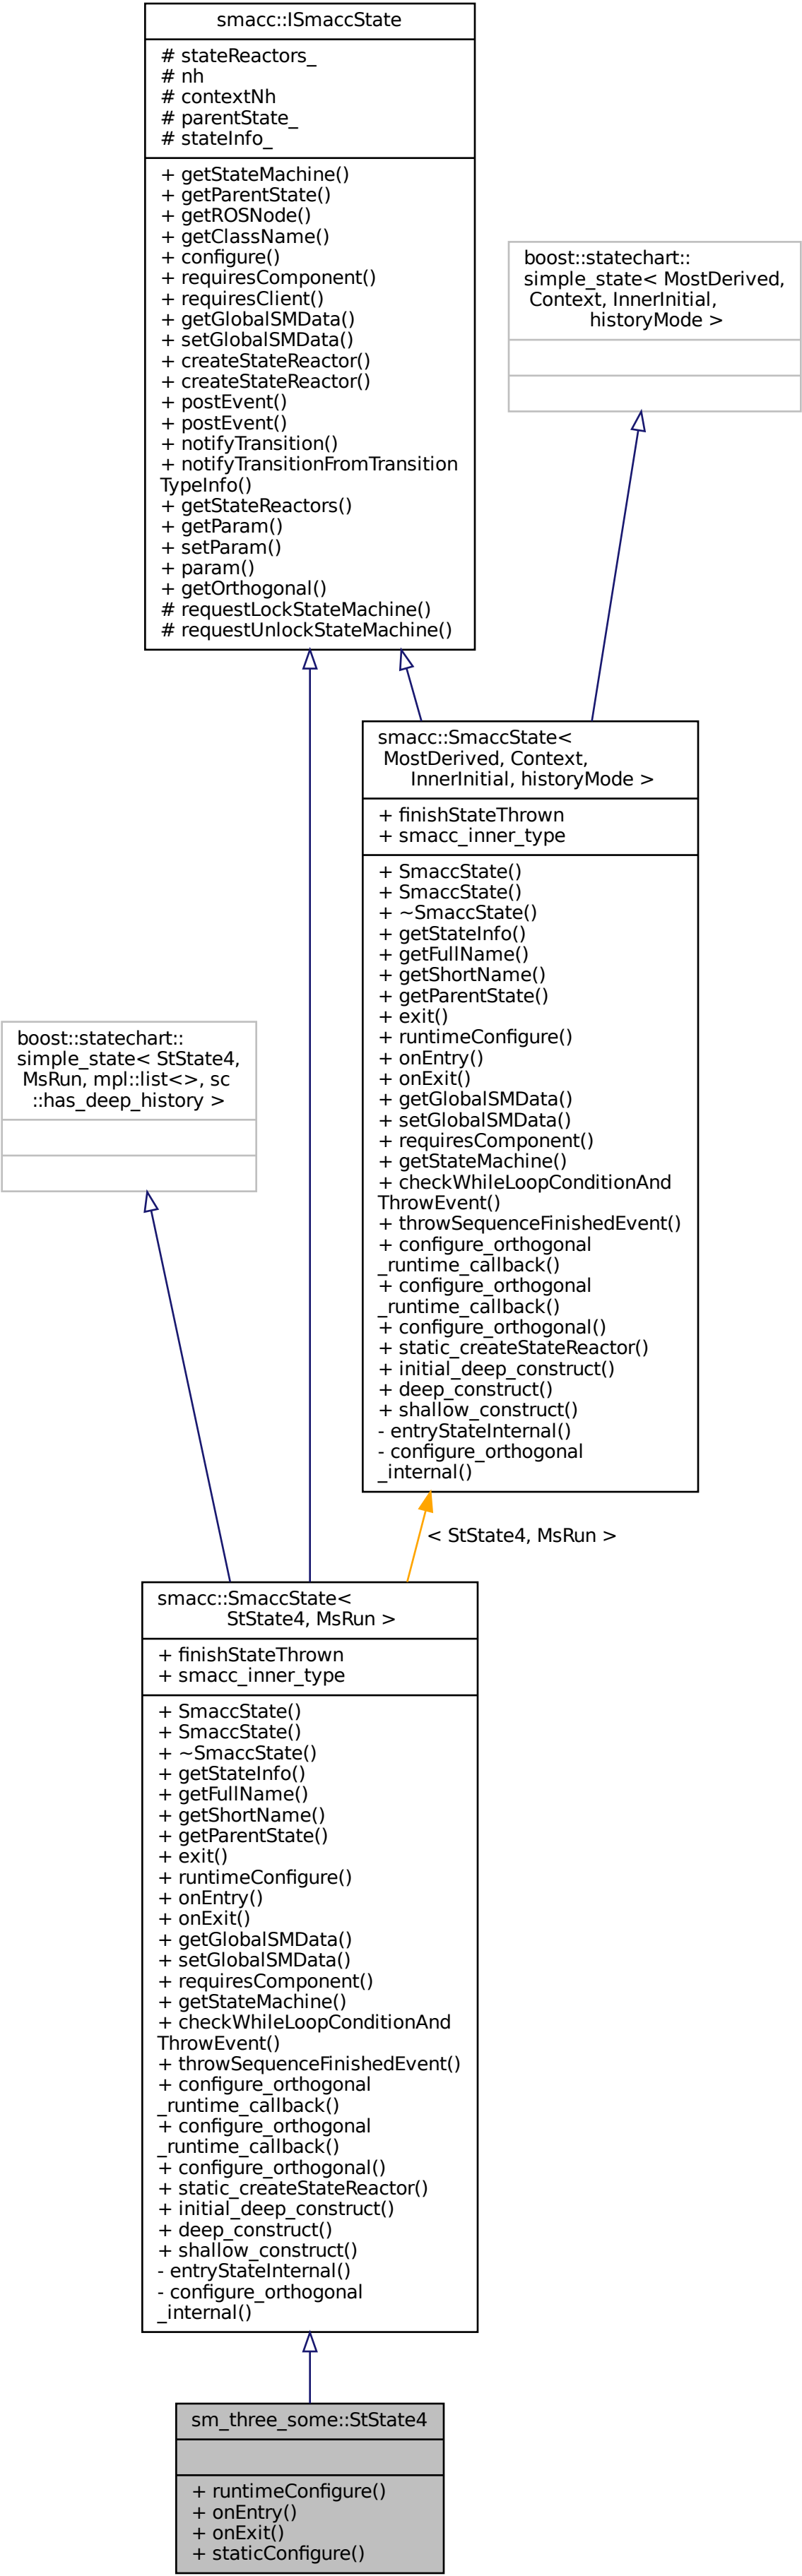 smacc::ISmaccState
# stateReactors_
# nh
# contextNh
# parentState_
# stateInfo_
+ getStateMachine()
+ getParentState()
+ getROSNode()
+ getClassName()
+ configure()
+ requiresComponent()
+ requiresClient()
+ getGlobalSMData()
+ setGlobalSMData()
+ createStateReactor()
+ createStateReactor()
+ postEvent()
+ postEvent()
+ notifyTransition()
+ notifyTransitionFromTransition
TypeInfo()
+ getStateReactors()
+ getParam()
+ setParam()
+ param()
+ getOrthogonal()
# requestLockStateMachine()
# requestUnlockStateMachine()
boost::statechart::
simple_state< MostDerived,
Context, InnerInitial,
historyMode >
smacc::SmaccState<
MostDerived, Context,
InnerInitial, historyMode >
+ finishStateThrown
+ smacc_inner_type
+ SmaccState()
+ SmaccState()
+ ~SmaccState()
+ getStateInfo()
+ getFullName()
+ getShortName()
+ getParentState()
+ exit()
+ runtimeConfigure()
+ onEntry()
+ onExit()
+ getGlobalSMData()
+ setGlobalSMData()
+ requiresComponent()
+ getStateMachine()
+ checkWhileLoopConditionAnd
ThrowEvent()
+ throwSequenceFinishedEvent()
+ configure_orthogonal
_runtime_callback()
+ configure_orthogonal
_runtime_callback()
+ configure_orthogonal()
+ static_createStateReactor()
+ initial_deep_construct()
+ deep_construct()
+ shallow_construct()
- entryStateInternal()
- configure_orthogonal
_internal()
boost::statechart::
simple_state< StState4,
MsRun, mpl::list<>, sc
::has_deep_history >
< StState4, MsRun >
smacc::SmaccState<
StState4, MsRun >
+ finishStateThrown
+ smacc_inner_type
+ SmaccState()
+ SmaccState()
+ ~SmaccState()
+ getStateInfo()
+ getFullName()
+ getShortName()
+ getParentState()
+ exit()
+ runtimeConfigure()
+ onEntry()
+ onExit()
+ getGlobalSMData()
+ setGlobalSMData()
+ requiresComponent()
+ getStateMachine()
+ checkWhileLoopConditionAnd
ThrowEvent()
+ throwSequenceFinishedEvent()
+ configure_orthogonal
_runtime_callback()
+ configure_orthogonal
_runtime_callback()
+ configure_orthogonal()
+ static_createStateReactor()
+ initial_deep_construct()
+ deep_construct()
+ shallow_construct()
- entryStateInternal()
- configure_orthogonal
_internal()
sm_three_some::StState4
+ runtimeConfigure()
+ onEntry()
+ onExit()
+ staticConfigure()